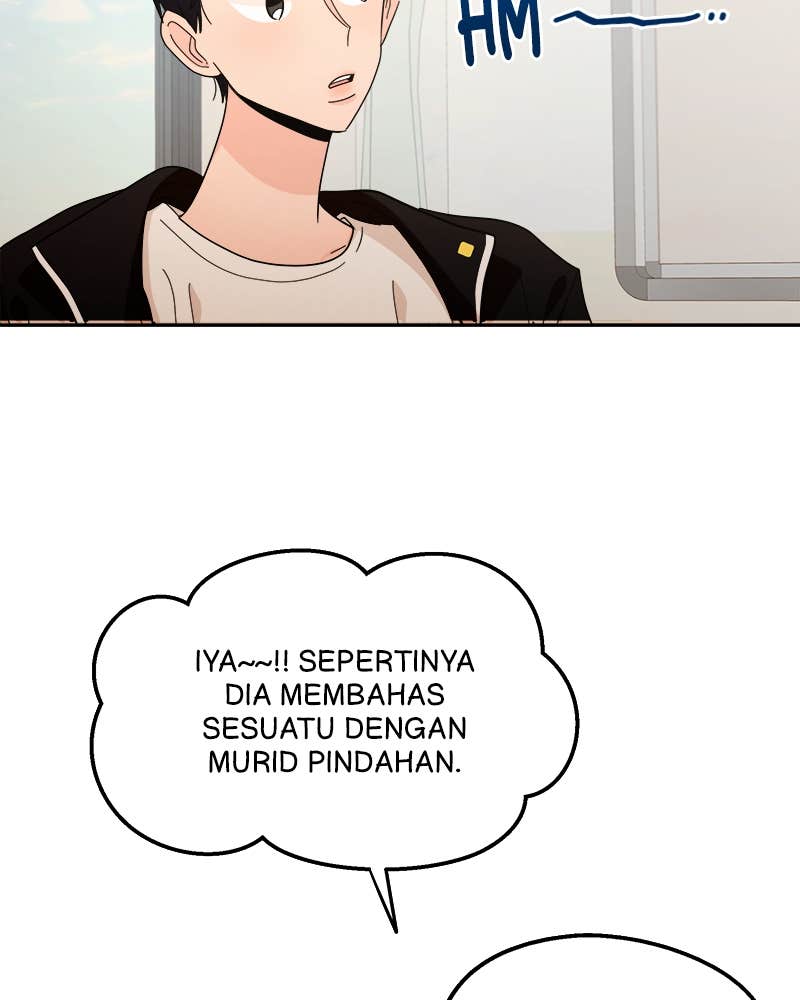 HM~..
IYA~~!! SEPERTINYA
DIA MEMBAHAS
SESUATU DENGAN
MURID PINDAHAN.